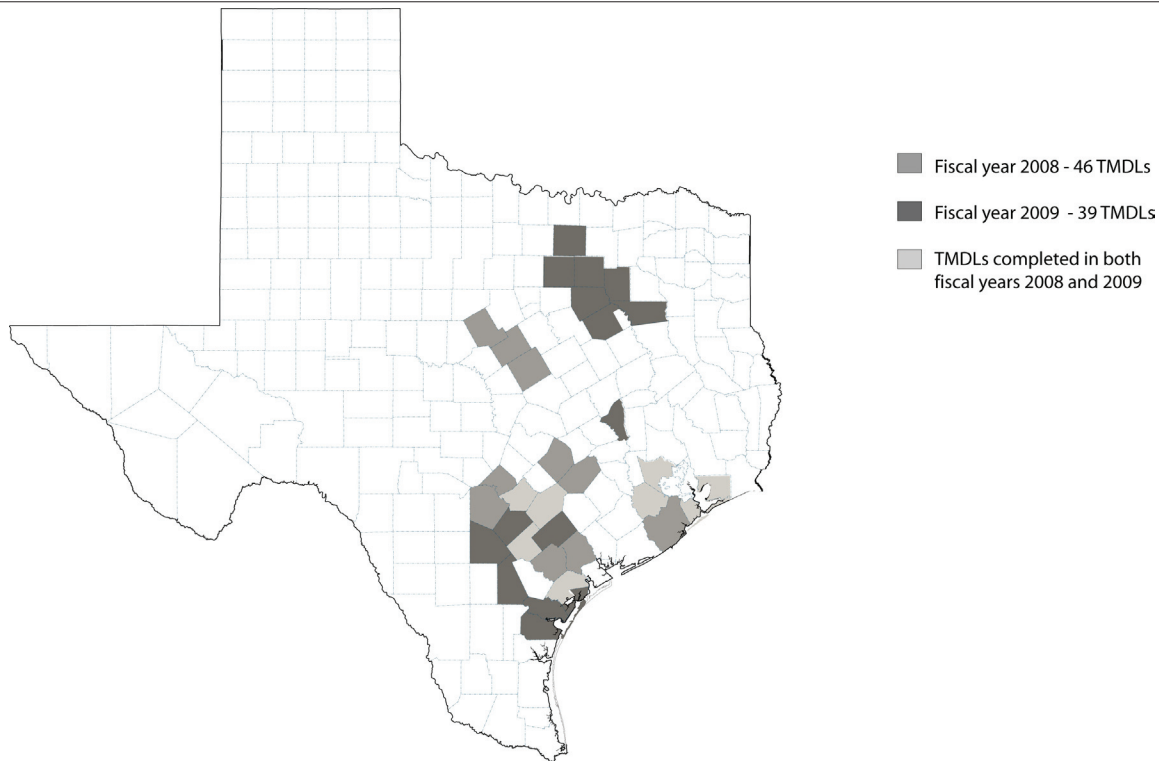 Fiscal year 2008 - 46 TMDLs
Fiscal year 2009 - 39 TMDLs
TMDLs completed in both
fiscal years 2008 and 2009